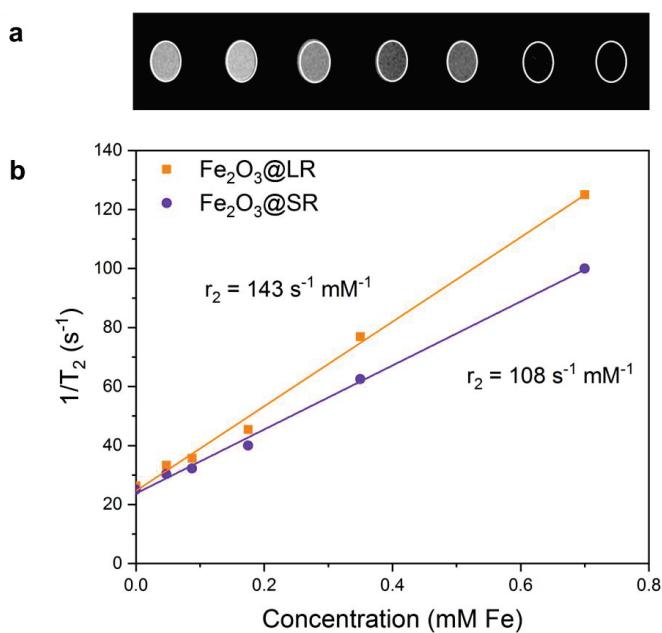 a
b
140
120
100
80
60
40
20
0
1/T₂ (s⁻¹)
Fe₂O₃@LR
Fe₂O₃@SR
r₂ = 143 s⁻¹ mM⁻¹
r₂ = 108 s⁻¹ mM⁻¹
0.0 0.2 0.4 0.6 0.8
Concentration (mM Fe)